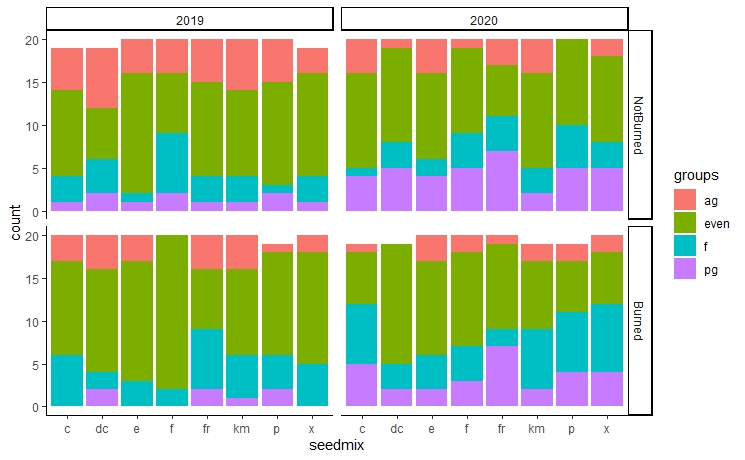 2019 2020
20
15
10
5
0
NotBurned
count
20
15
10
5
0
Burned
c dc e f fr km p x c dc e f fr km p x
seedmix
groups
ag
even
f
pg